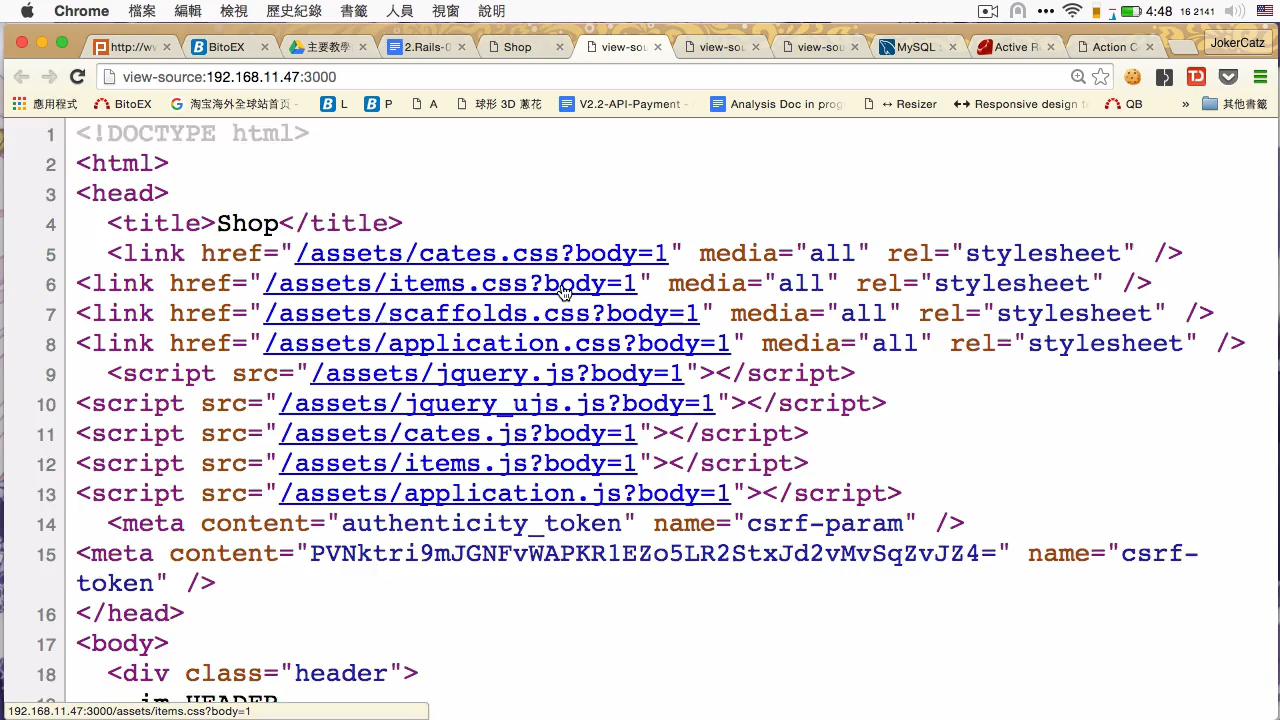 Chrome 檔案 編輯 檢視 歷史紀錄 書籤 人員 視窗 說明 4:48 16 2141
http://w BitoEX 主要教學 2.Rails-0 Shop view-sou view-sou view-sou MySQL Active Re Action C JokerCatz
view-source:192.168.11.47:3000
應用程式 BitoEX 淘宝海外全球站首页 - L P A 球形 3D 蔥花 V2.2-API-Payment - Analysis Doc in prog ↔ Resizer Responsive design t QB » 其他書籤
1 <!DOCTYPE html>
2 <html>
3 <head>
4 <title>Shop</title>
5 <link href="/assets/cates.css?body=1" media="all" rel="stylesheet" />
6 <link href="/assets/items.css?body=1" media="all" rel="stylesheet" />
7 <link href="/assets/scaffolds.css?body=1" media="all" rel="stylesheet" />
8 <link href="/assets/application.css?body=1" media="all" rel="stylesheet" />
9 <script src="/assets/jquery.js?body=1"></script>
10 <script src="/assets/jquery_ujs.js?body=1"></script>
11 <script src="/assets/cates.js?body=1"></script>
12 <script src="/assets/items.js?body=1"></script>
13 <script src="/assets/application.js?body=1"></script>
14 <meta content="authenticity_token" name="csrf-param" />
15 <meta content="PVNktri9mJGNFvWAPKR1EZo5LR2StxJd2vMvSqZvJZ4=" name="csrf-
token" />
16 </head>
17 <body>
18 <div class="header">
im HEADER
192.168.11.47:3000/assets/items.css?body=1